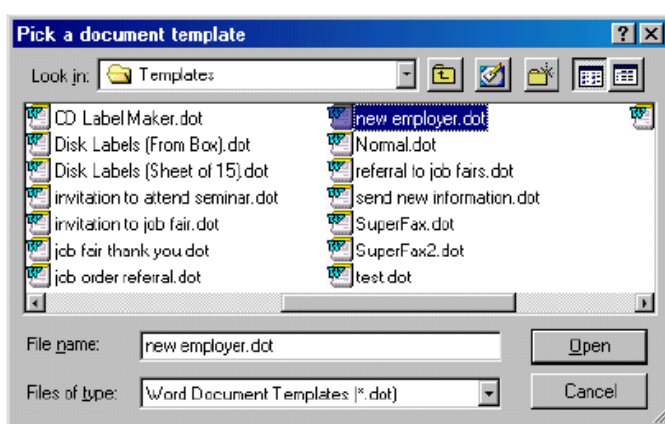 Pick a document template
Look in: Templates
CD Label Maker.dot
Disk Labels (From Box).dot
Disk Labels (Sheet of 15).dot
invitation to attend seminar.dot
invitation to job fair.dot
job fair thank you.dot
job order referral.dot
new employer.dot
Normal.dot
referral to job fairs.dot
send new information.dot
SuperFax.dot
SuperFax2.dot
test.dot
File name: new employer.dot Open
Files of type: Word Document Templates (*.dot) Cancel